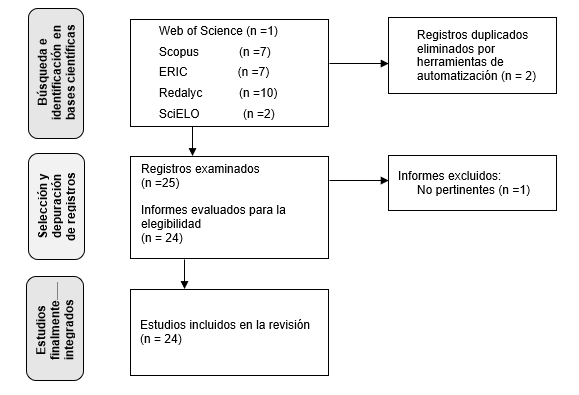 Búsqueda e
identificación en
bases científicas
Web of Science (n =1)
Scopus (n =7)
ERIC (n =7)
Redalyc (n =10)
SciELO (n =2)
Registros duplicados
eliminados por
herramientas de
automatización (n = 2)
Selección y
depuración
de registros
Registros examinados
(n =25)
Informes evaluados para la
elegibilidad
(n = 24)
Informes excluidos:
No pertinentes (n =1)
Estudios
finalmente
integrados
Estudios incluidos en la revisión
(n = 24)